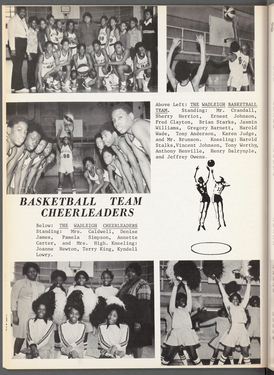 Above Left: THE WADLEIGH BASKETBALL
TEAM. Standing: Mr. Crandall,
Sherry Herriot, Ernest Johnson,
Fred Clayton, Brian Starks, Jasmin
Williams, Gregory Barnett, Harold
Wade, Tony Anderson, Karen Judge,
and Mr. Brunson. Kneeling: Harold
Stalks, Vincent Johnson, Tony Worthy,
Anthony Renville, Henry Dalrymple,
and Jeffrey Owens.
BASKETBALL TEAM
CHEERLEADERS
Below: THE WADLEIGH CHEERLEADERS
Standing: Mrs. Caldwell, Denise
James, Pamela Simpson, Annette
Carter, and Mrs. High. Kneeling:
Joanne Newton, Terry King, Kyndell
Lowry.